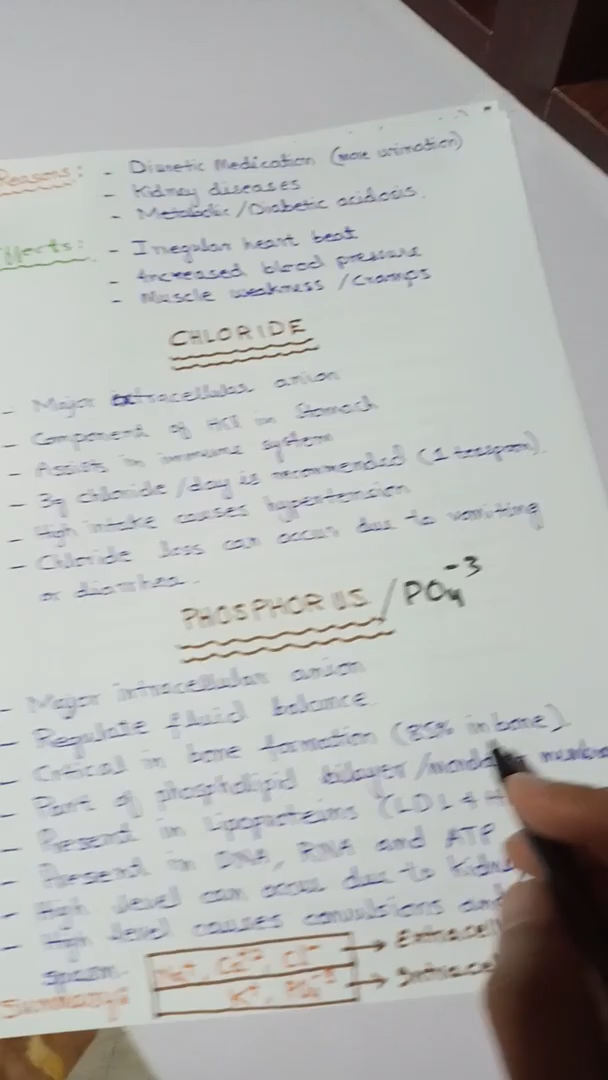 Reasons: - Diuretic Medication (more urination)
- Kidney diseases
- Metabolic/Diabetic acidosis.
Effects: - Irregular heart beat
- Increased blood pressure
- Muscle weakness/Cramps
CHLORIDE
- Major extracellular anion
- Component of HCl in Stomach
- Assists in immune system
- 3g chloride/day is recommended (1 teaspoon).
- High intake causes hypertension
- Chloride loss can occur due to vomiting
or diarrhea.
PHOSPHORUS/PO4-3
- Major intracellular anion
- Regulate fluid balance
- Critical in bone formation (85% in bone).
- Part of phospholipid bilayer/
- Present in Lipoproteins (LDL &
- Present in DNA, RNA and ATP
- High level can occur due to Kidney
- High level causes convulsions and
spasm.
Summary: Na+, Ca+2, Cl- → Extracel
K+, PO4-3 → Intracel